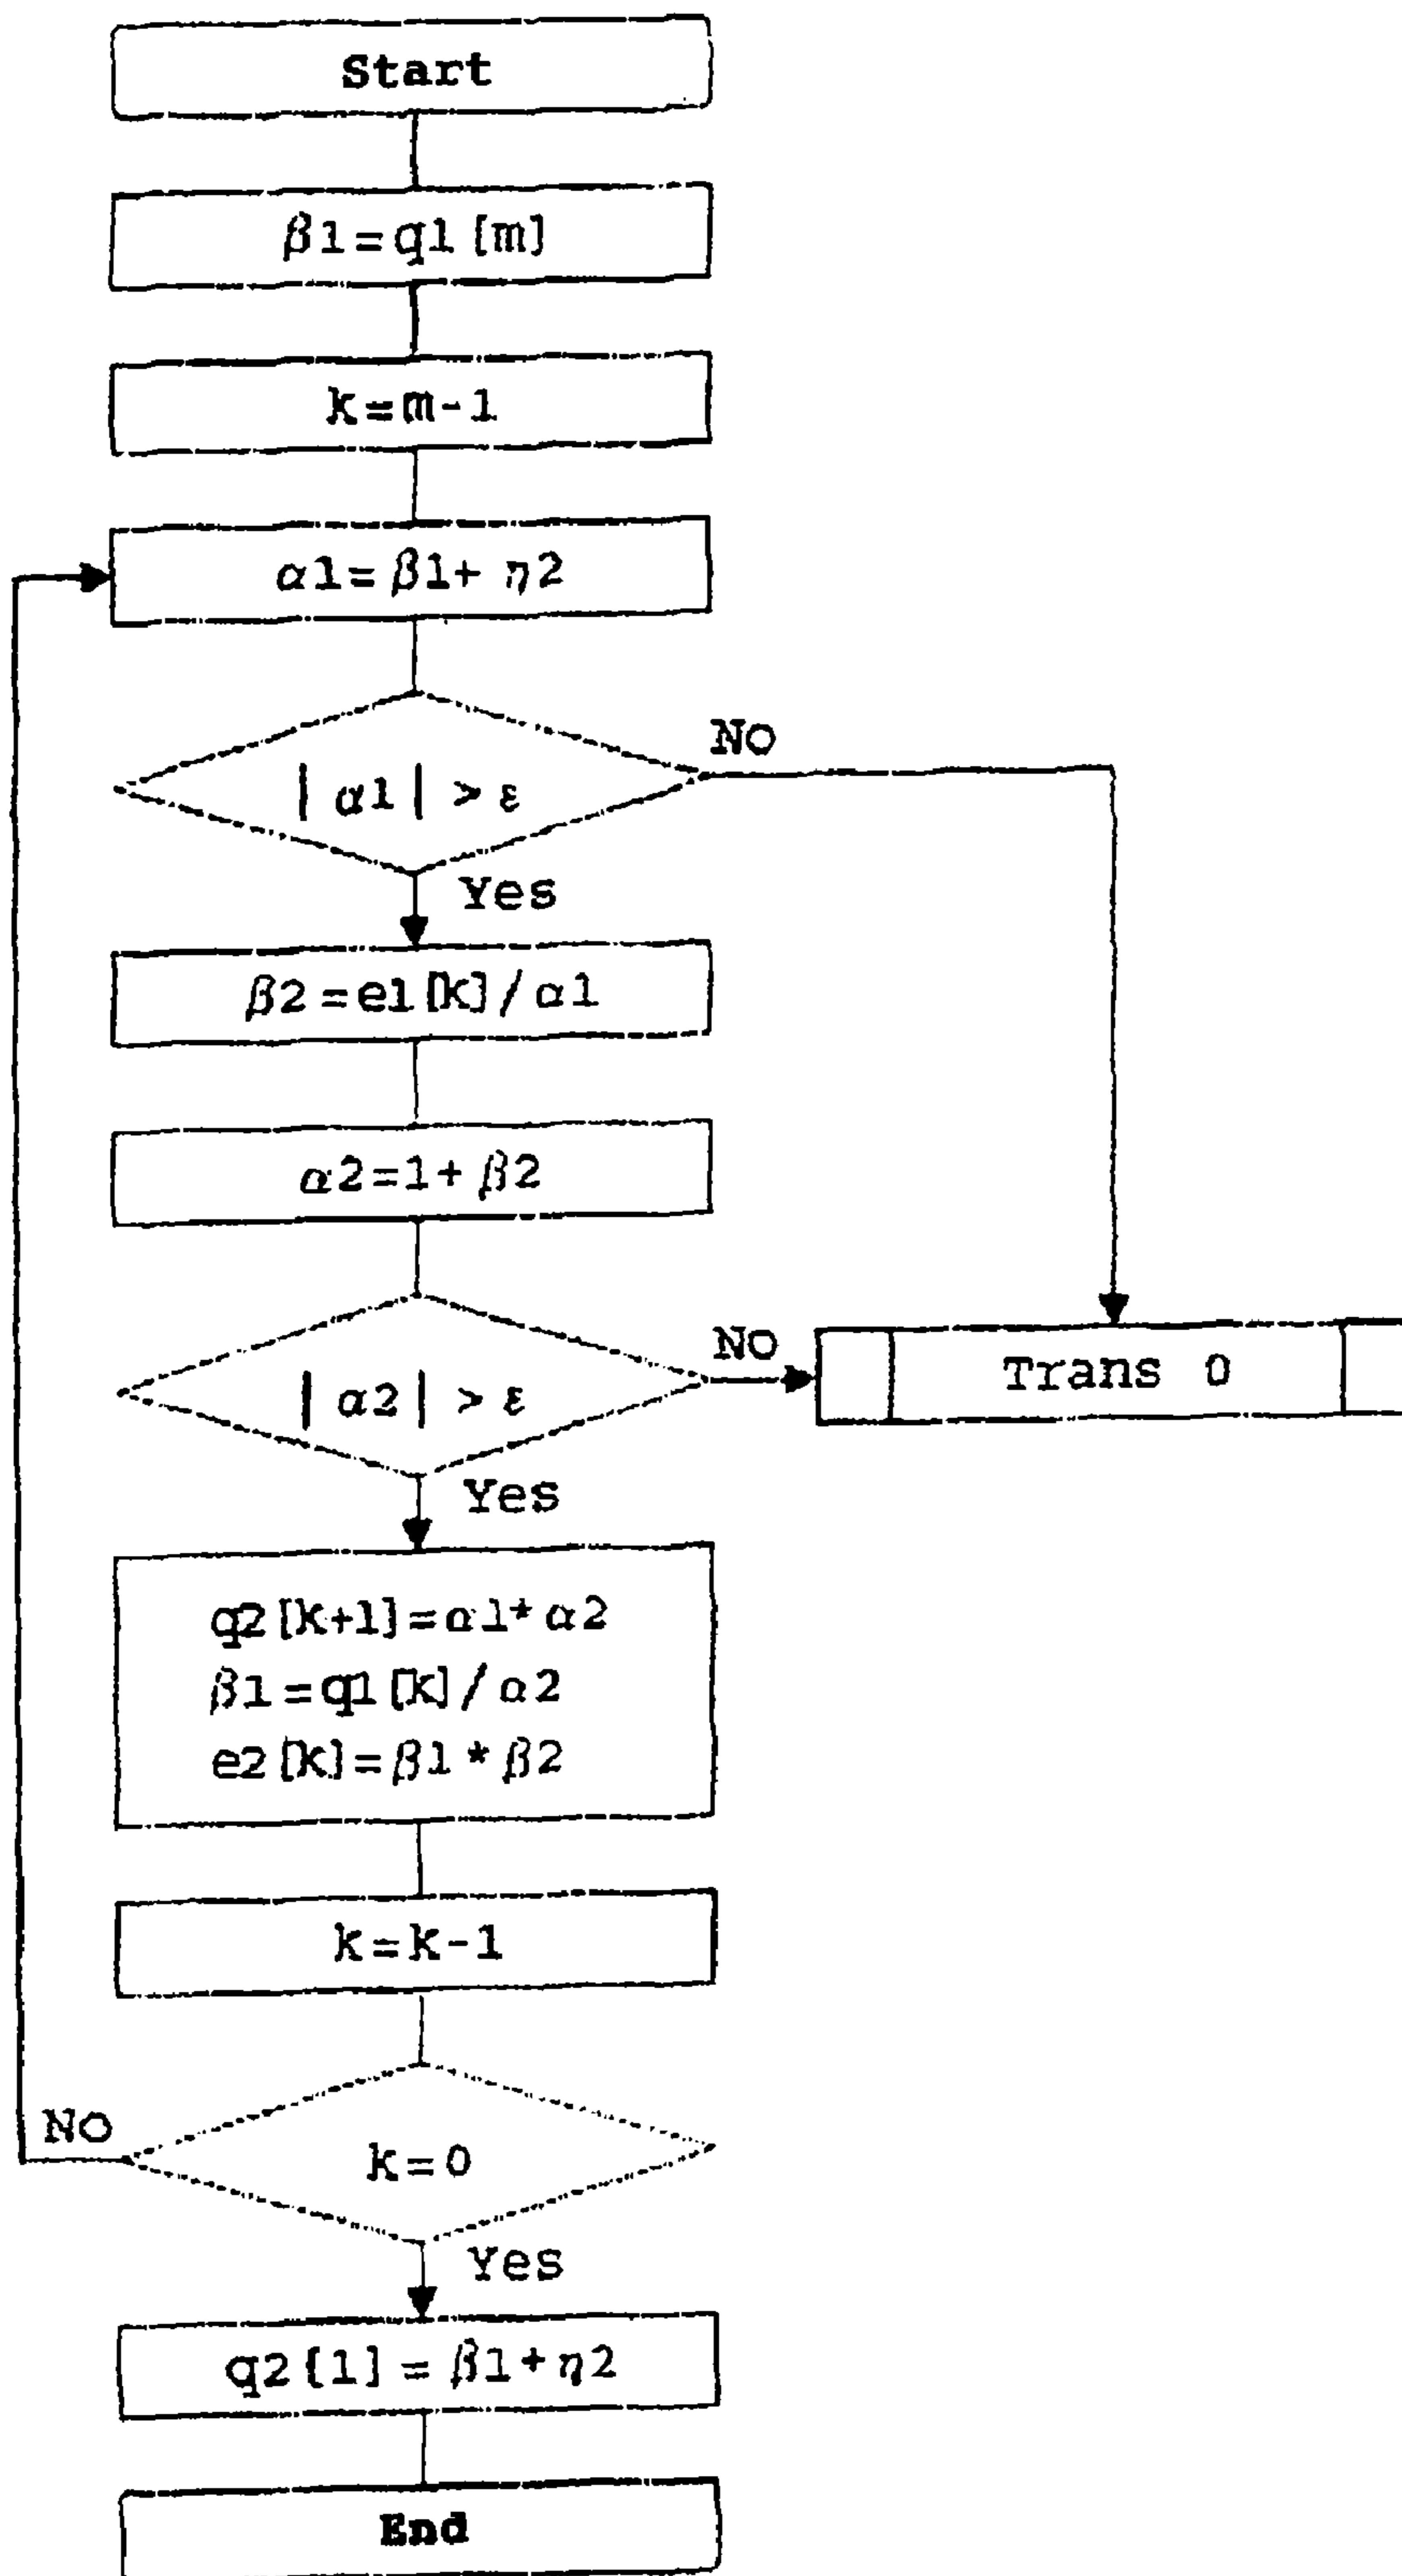 Start
β1=q1[m]
k=m-1
α1=β1+ η2
|α1|>ε
No
Yes
β2=e1[k]/α1
α2=1+β2
|α2|>ε
No
Trans 0
Yes
q2[k+1]=α1*α2
β1=q1[k]/α2
e2[k]=β1*β2
k=k-1
No
k=0
Yes
q2[1]=β1+η2
End